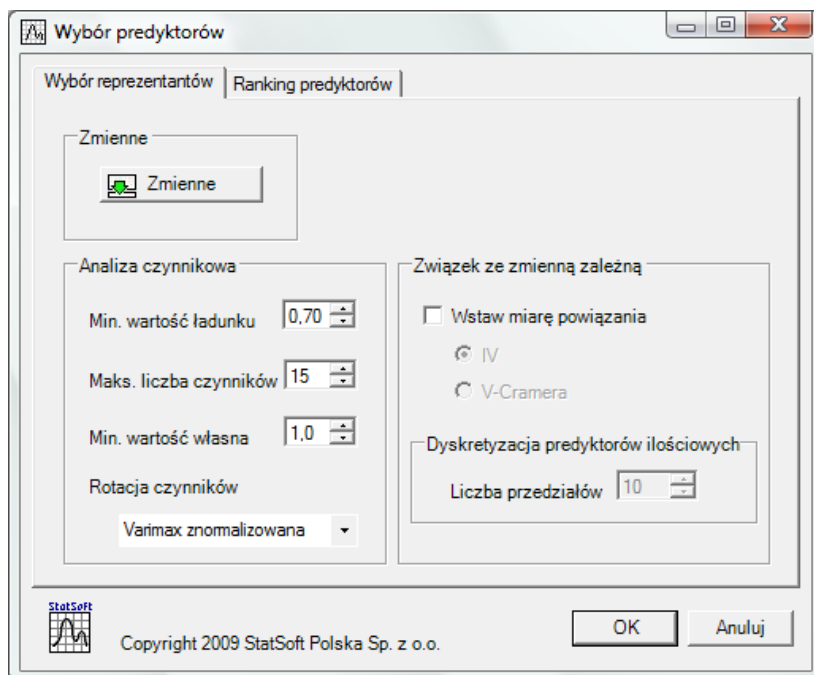 Wybór predyktorów
Wybór reprezentantów
Ranking predyktorów
Zmienne
Zmienne
Analiza czynnikowa
Min. wartość ładunku 0,70
Maks. liczba czynników 15
Min. wartość własna 1,0
Rotacja czynników
Varimax znormalizowana
Związek ze zmienną zależną
Wstaw miarę powiązania
IV
V-Cramera
Dyskretyzacja predyktorów ilościowych
Liczba przedziałów 10
StatSoft
Copyright 2009 StatSoft Polska Sp. z o.o.
OK
Anuluj